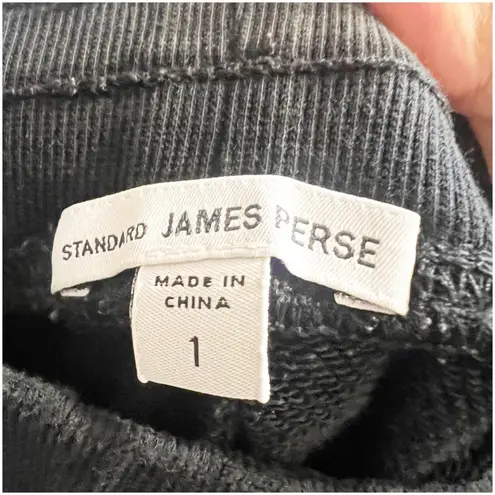 STANDARD JAMES PERSE
MADE IN
CHINA
1